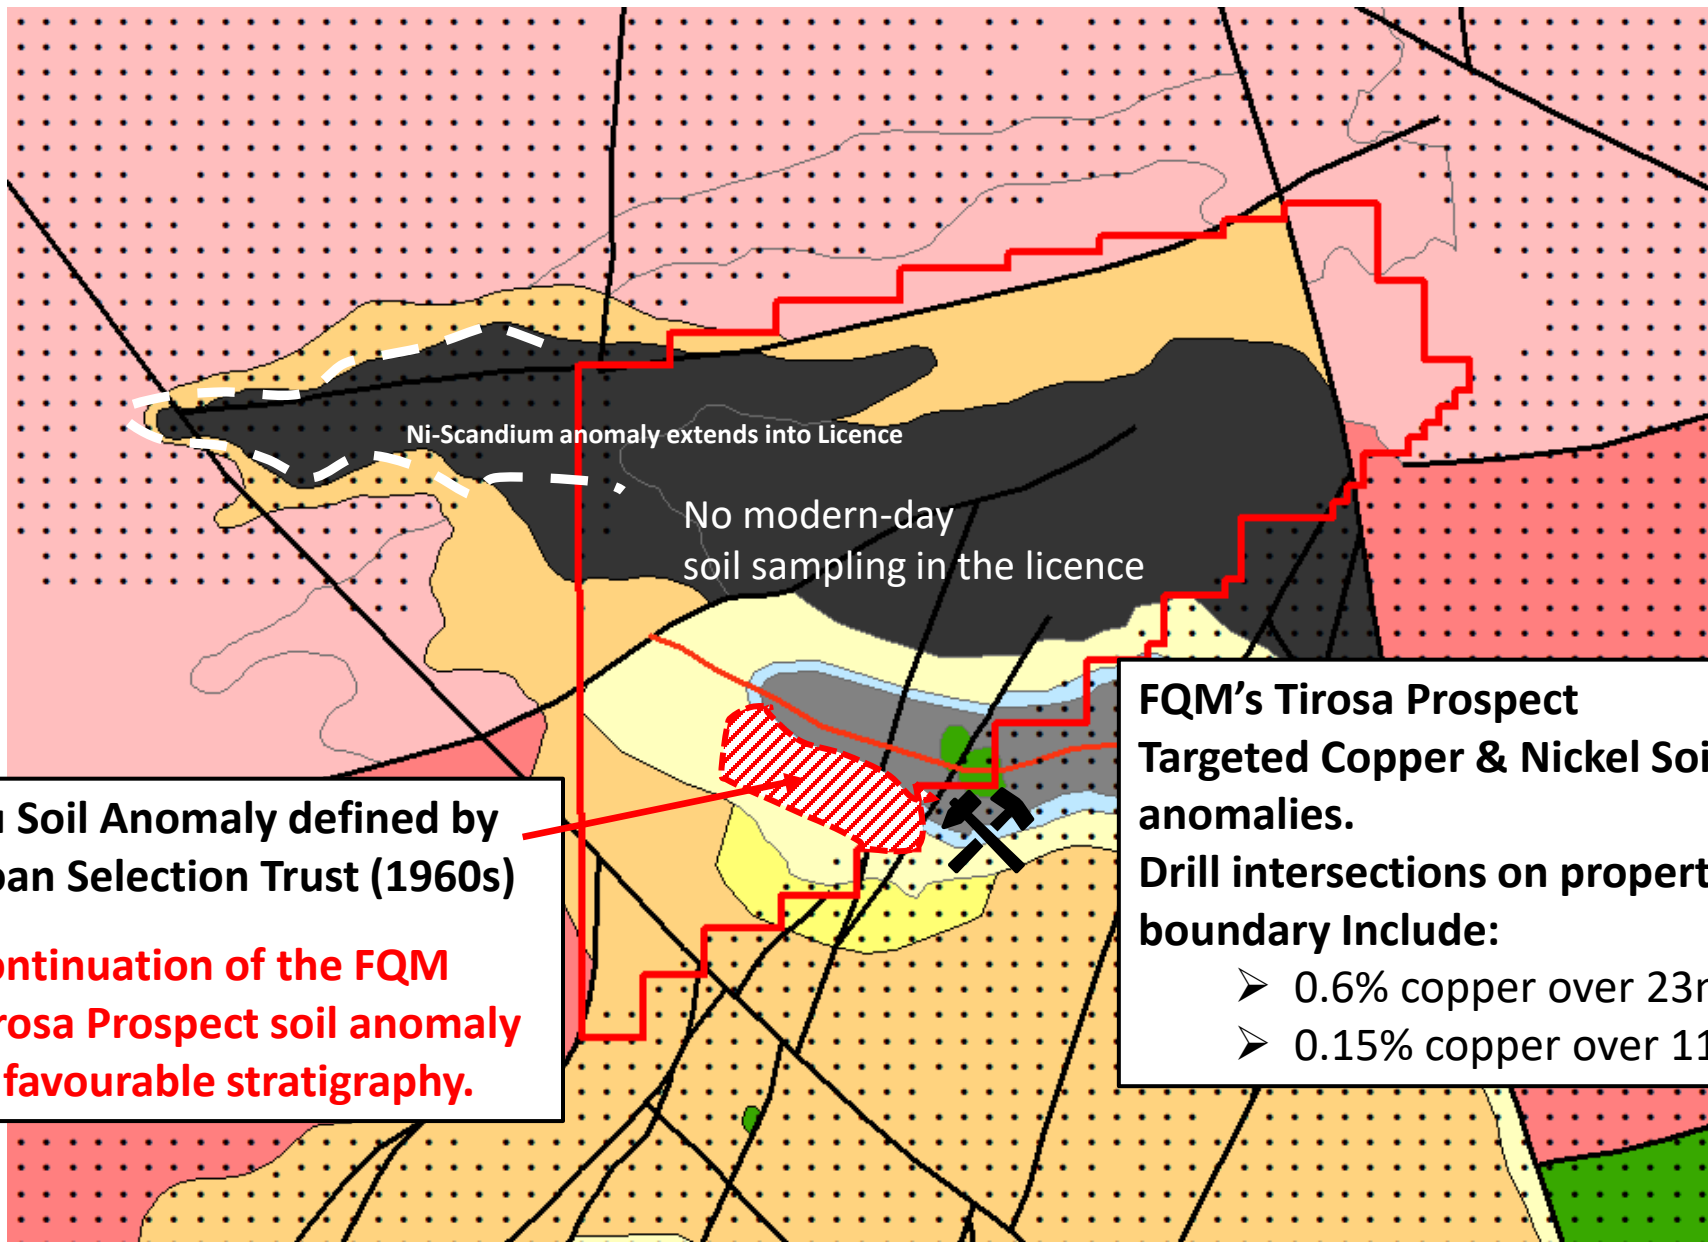 Ni-Scandium anomaly extends into Licence
No modern-day
soil sampling in the licence
FQM's Tirosa Prospect
Targeted Copper & Nickel Soi
anomalies.
Drill intersections on propert
boundary Include:
➢ 0.6% copper over 23m
➢ 0.15% copper over 11
Soil Anomaly defined by
Selection Trust (1960s)
ontinuation of the FQM
rosa Prospect soil anomaly
favourable stratigraphy.